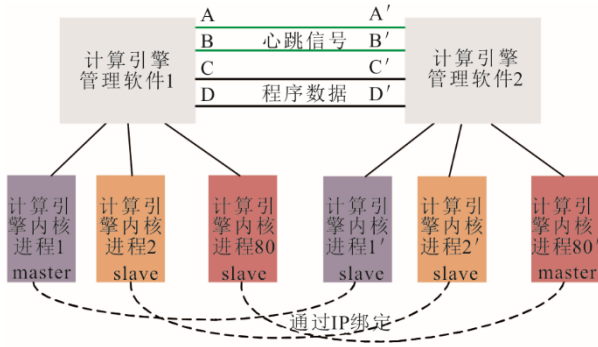 A
A′
B
心跳信号
B′
C
C′
D
程序数据
D′
计算引擎
管理软件1
计算引擎
管理软件2
计算引
擎内核
进程1
master
计算引
擎内核
进程2
slave
计算引
擎内核
进程80
slave
计算引
擎内核
进程1′
slave
计算引
擎内核
进程2′
slave
计算引
擎内核
进程80′
master
通过IP绑定